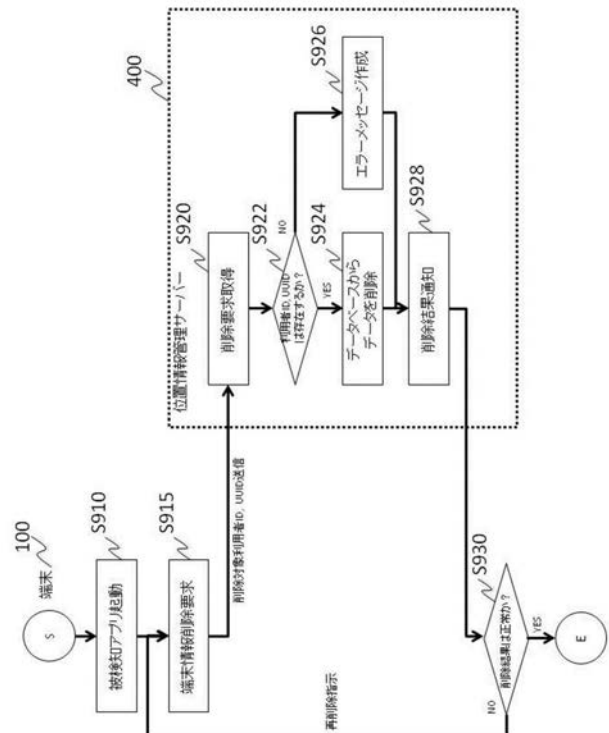 100
端末
S
S910
被検知アプリ起動
S915
端末情報削除要求
削除対象利用者ID、UUID送信
400
位置情報管理サーバー
S920
削除要求取得
S922
利用者ID、UUID
は存在するか?
NO
YES
S924
データベースから
データを削除
S926
エラーメッセージ作成
S928
削除結果通知
S930
削除結果は正常か?
NO
YES
再削除指示
E